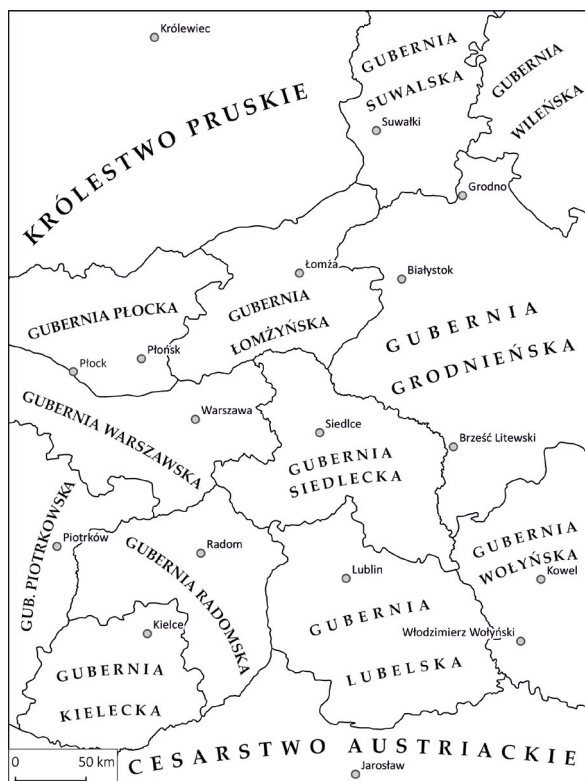 Królewiec
KRÓLESTWO PRUSKIE
GUBERNIA
SUWALSKA
Suwałki
GUBERNIA
WILEŃSKA
Grodno
Łomża
Białystok
GUBERNIA PŁOCKA
GUBERNIA
ŁOMŻYŃSKA
GUBERNIA
GRODNIEŃSKA
Płock
Płońsk
GUBERNIA WARSZAWSKA
Warszawa
Siedlce
GUBERNIA
SIEDLECKA
Brześć Litewski
GUB. PIOTRKOWSKA
Piotrków
Radom
GUBERNIA RADOMSKA
Lublin
GUBERNIA
LUBELSKA
GUBERNIA
WOŁYŃSKA
Kowel
Włodzimierz Wołyński
Kielce
GUBERNIA
KIELECKA
CESARSTWO AUSTRIACKIE
Jarosław
0 50 km